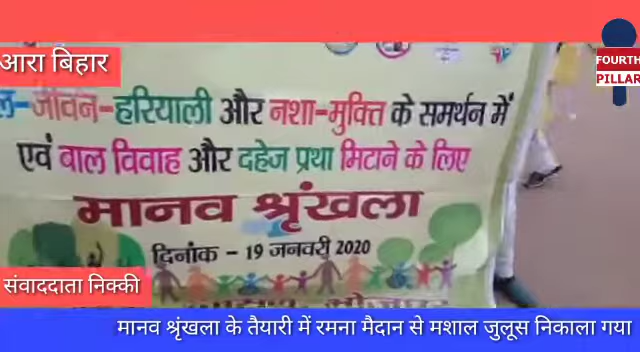 आरा बिहार
FOURTH
PILLAR
जीवन-हरियाली और नशा-मुक्ति के समर्थन में
एवं बाल विवाह और दहेज प्रथा मिटाने के लिए
मानव श्रृंखला
दिनांक - 19 जनवरी 2020
संवाददाता निक्की
मानव श्रृंखला के तैयारी में रमना मैदान से मशाल जुलूस निकाला गया